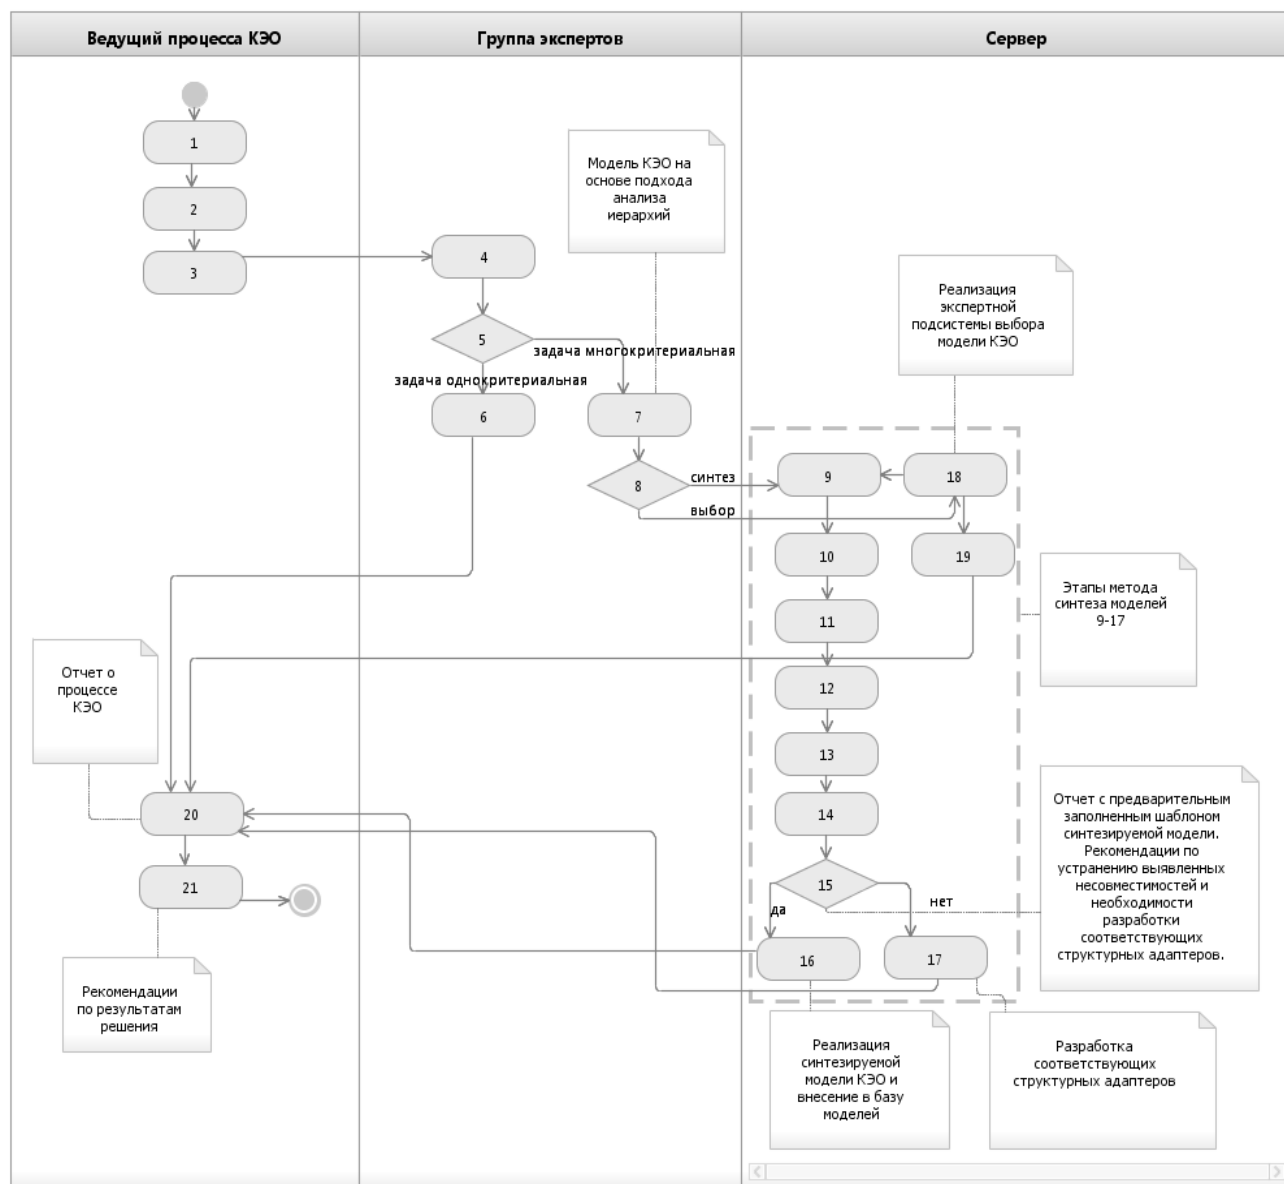 Ведущий процесса КЭО
Группа экспертов
Сервер
1
2
3
4
Модель КЭО на
основе подхода
анализа
иерархий
5
задача многокритериальная
задача однокритериальная
6
7
8
синтез
выбор
Реализация
экспертной
подсистемы выбора
модели КЭО
9
18
10
19
11
12
13
14
15
да
нет
16
17
Этапы метода
синтеза моделей
9-17
Отчет о
процессе
КЭО
20
21
Рекомендации
по результатам
решения
Отчет с предварительным
заполненным шаблоном
синтезируемой модели.
Рекомендации по
устранению выявленных
несовместимостей и
необходимости
разработки
соответствующих
структурных адаптеров.
Реализация
синтезируемой
модели КЭО и
внесение в базу
моделей
Разработка
соответствующих
структурных адаптеров